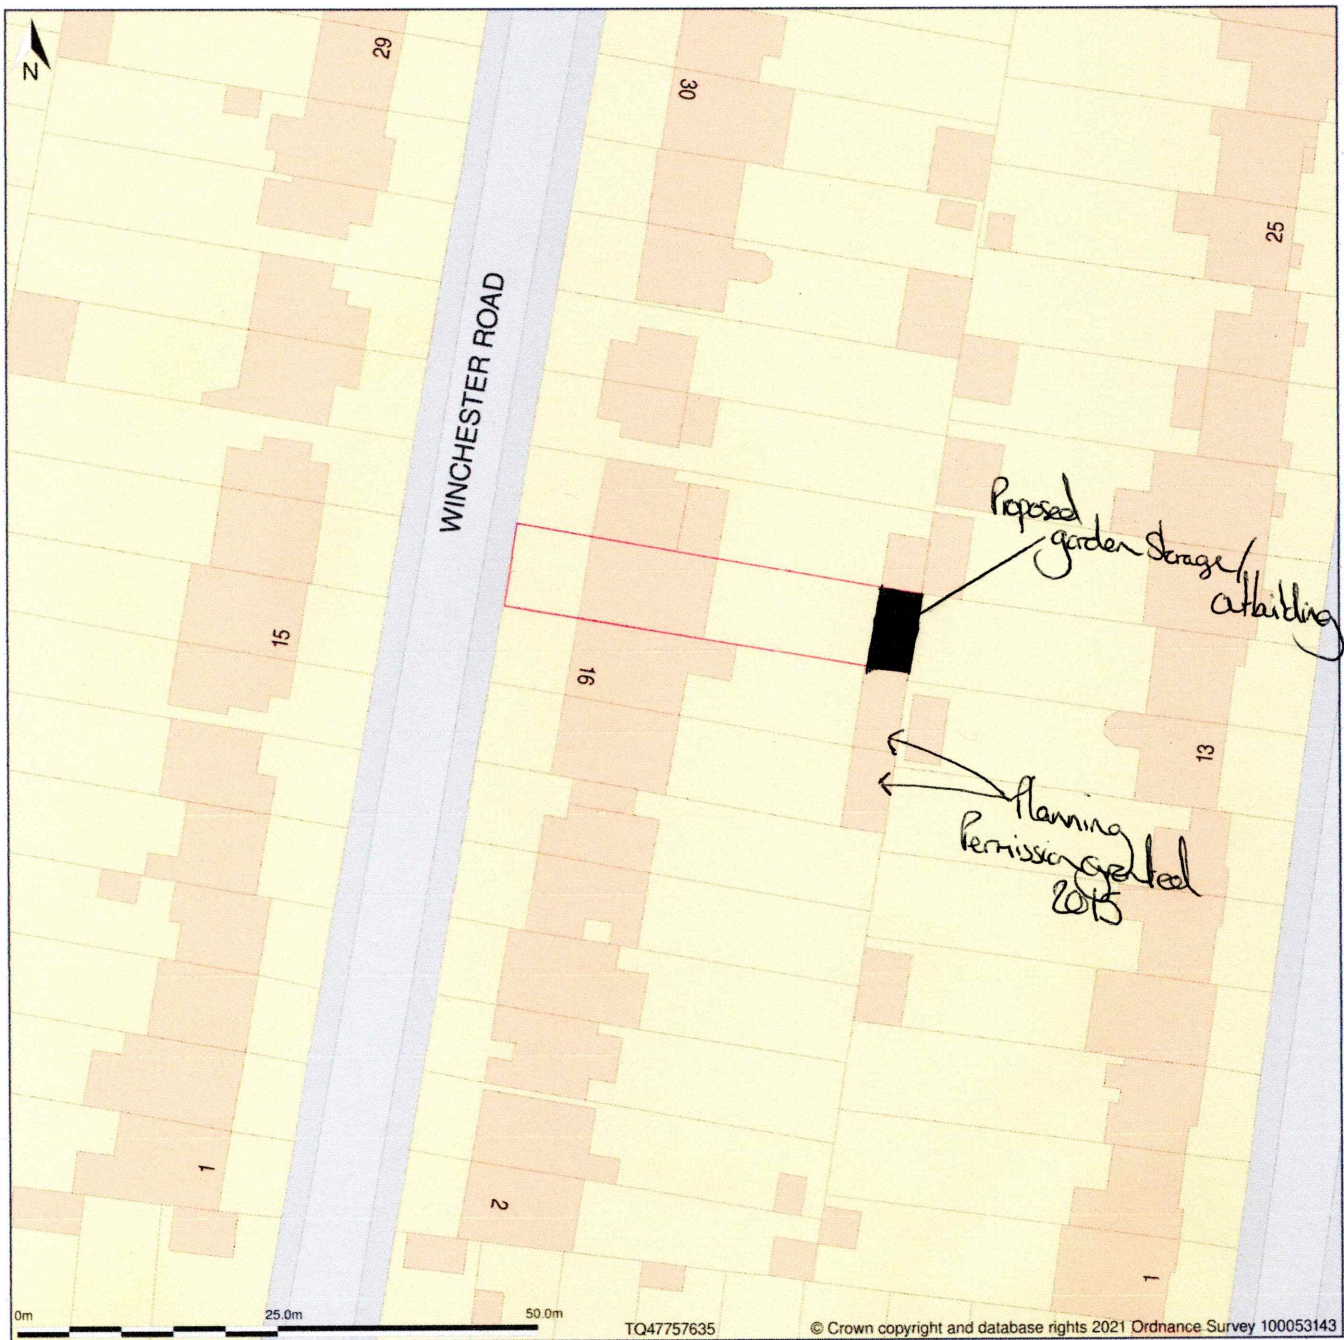 N
29
30
25
WINCHESTER ROAD
Proposed
garden Storage/
Outbuilding
15
16
13
Planning
Permission granted
2015
1
2
1
0m 25.0m 50.0m
TQ47757635
© Crown copyright and database rights 2021 Ordnance Survey 100053143